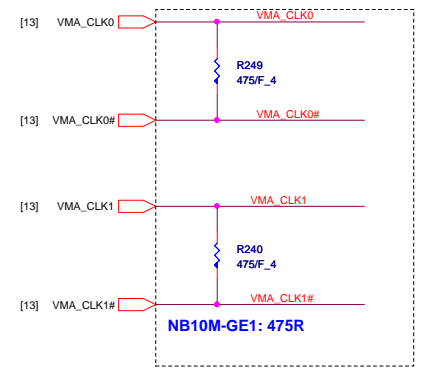 [13] VMA_CLK0 VMA_CLK0
R249
475/F_4
[13] VMA_CLK0# VMA_CLK0#
[13] VMA_CLK1 VMA_CLK1
R240
475/F_4
[13] VMA_CLK1# VMA_CLK1#
NB10M-GE1: 475R